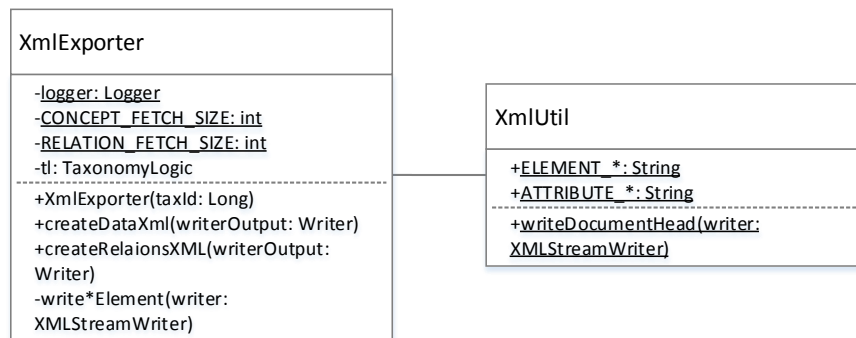 XmlExporter
-logger: Logger
-CONCEPT_FETCH_SIZE: int
-RELATION_FETCH_SIZE: int
-tl: TaxonomyLogic
+XmlExporter(taxId: Long)
+createDataXml(writerOutput: Writer)
+createRelaionsXML(writerOutput:
Writer)
-write*Element(writer:
XMLStreamWriter)
XmlUtil
+ELEMENT_*: String
+ATTRIBUTE_*: String
+writeDocumentHead(writer:
XMLStreamWriter)